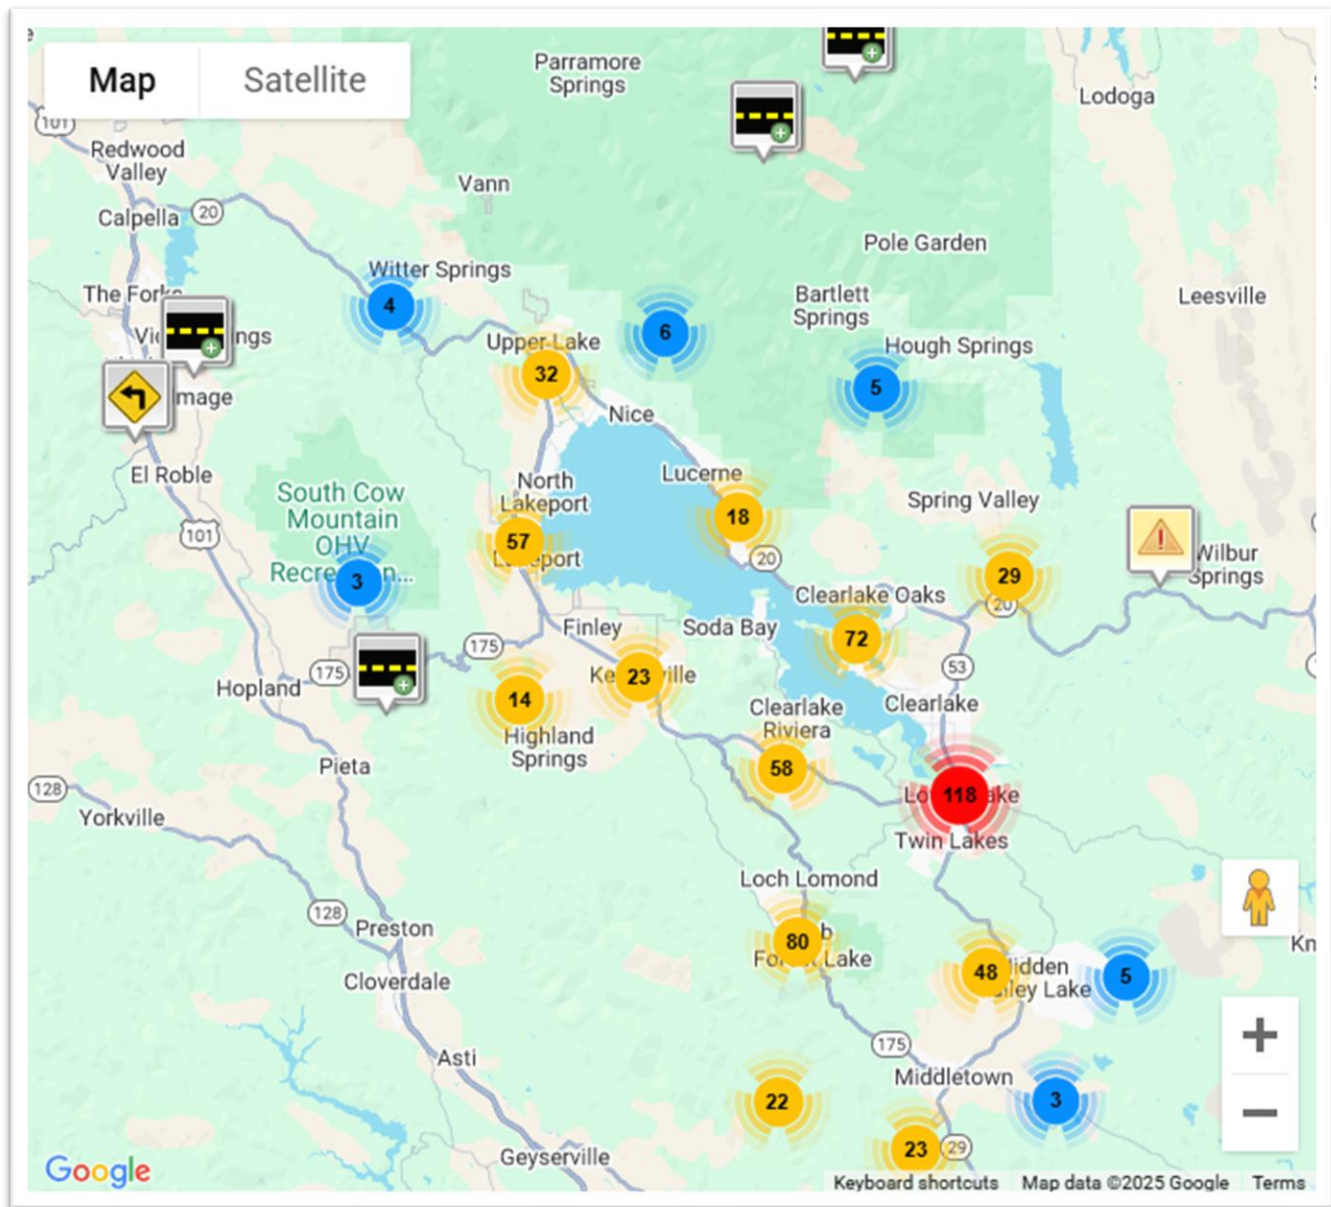 Map
Satellite
Parramore
Springs
Lodoga
101
Redwood
Valley
Vann
Calpella
20
Pole Garden
Witter Springs
The Forks
4
Bartlett
Springs
Leesville
6
Upper Lake
Hough Springs
32
5
Nice
El Roble
Lucerne
North
Lakeport
South Cow
Mountain
OHV
Spring Valley
18
101
57
20
Wilbur
Springs
3
29
20
Clearlake Oaks
Finley
Soda Bay
72
175
53
175
23
Hopland
14
Clearlake
Clearlake
Riviera
Highland
Springs
Pieta
58
128
118
Yorkville
Twin Lakes
Loch Lomond
128
Preston
80
Kn
Lake
48
5
Cloverdale
Lake
175
Asti
Middletown
22
3
23
29
Geyserville
Google
Keyboard shortcuts
Map data ©2025 Google
Terms